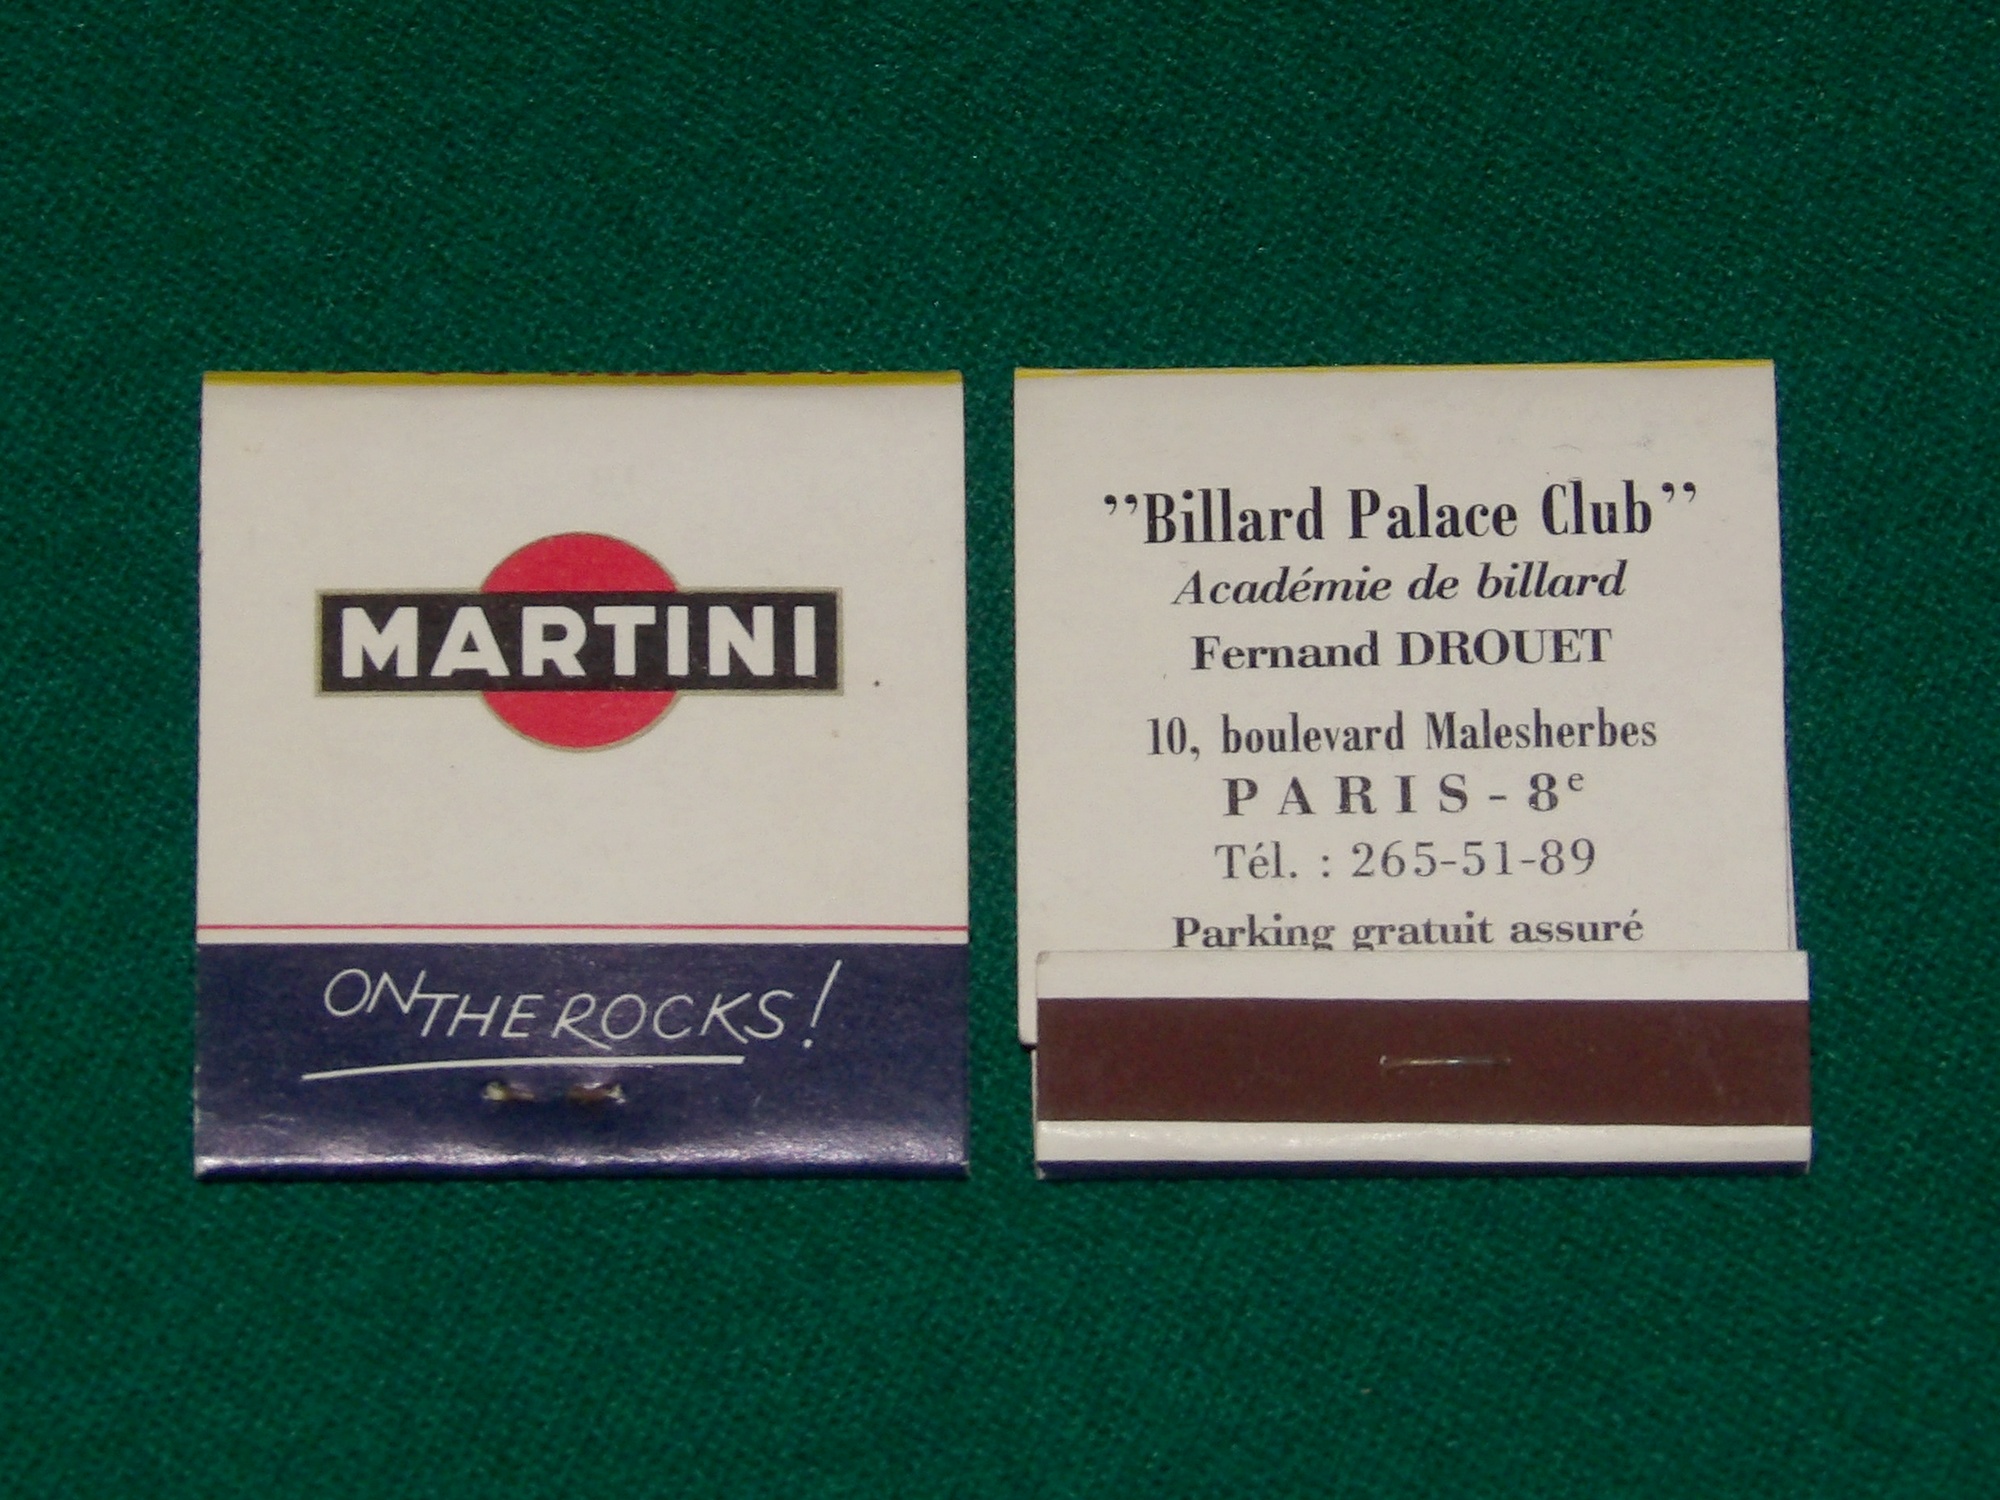 MARTINI
ON THE ROCKS!
”Billard Palace Club”
Académie de billard
Fernand DROUET
10, boulevard Malesherbes
PARIS - 8e
Tél. : 265-51-89
Parking gratuit assuré